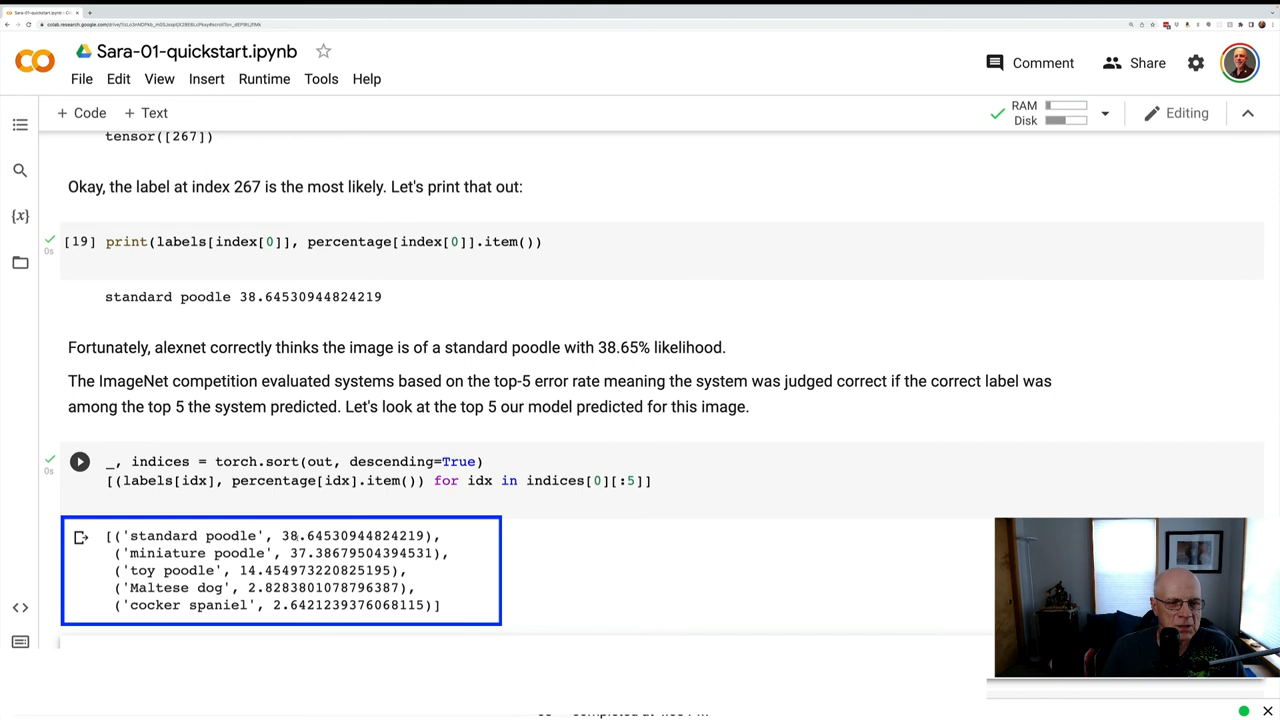 Sara-01-quickstart.ipynb
File Edit View Insert Runtime Tools Help
Comment Share
+ Code + Text
RAM
Disk
Editing
tensor([267])
Okay, the label at index 267 is the most likely. Let's print that out:
[19] print(labels[index[0]], percentage[index[0]].item())
0s
standard poodle 38.64530944824219
Fortunately, alexnet correctly thinks the image is of a standard poodle with 38.65% likelihood.
The ImageNet competition evaluated systems based on the top-5 error rate meaning the system was judged correct if the correct label was
among the top 5 the system predicted. Let's look at the top 5 our model predicted for this image.
_, indices = torch.sort(out, descending=True)
0s
[(labels[idx], percentage[idx].item()) for idx in indices[0][:5]]
[('standard poodle', 38.64530944824219),
('miniature poodle', 37.38679504394531),
('toy poodle', 14.454973220825195),
('Maltese dog', 2.8283801078796387),
('cocker spaniel', 2.6421239376068115)]